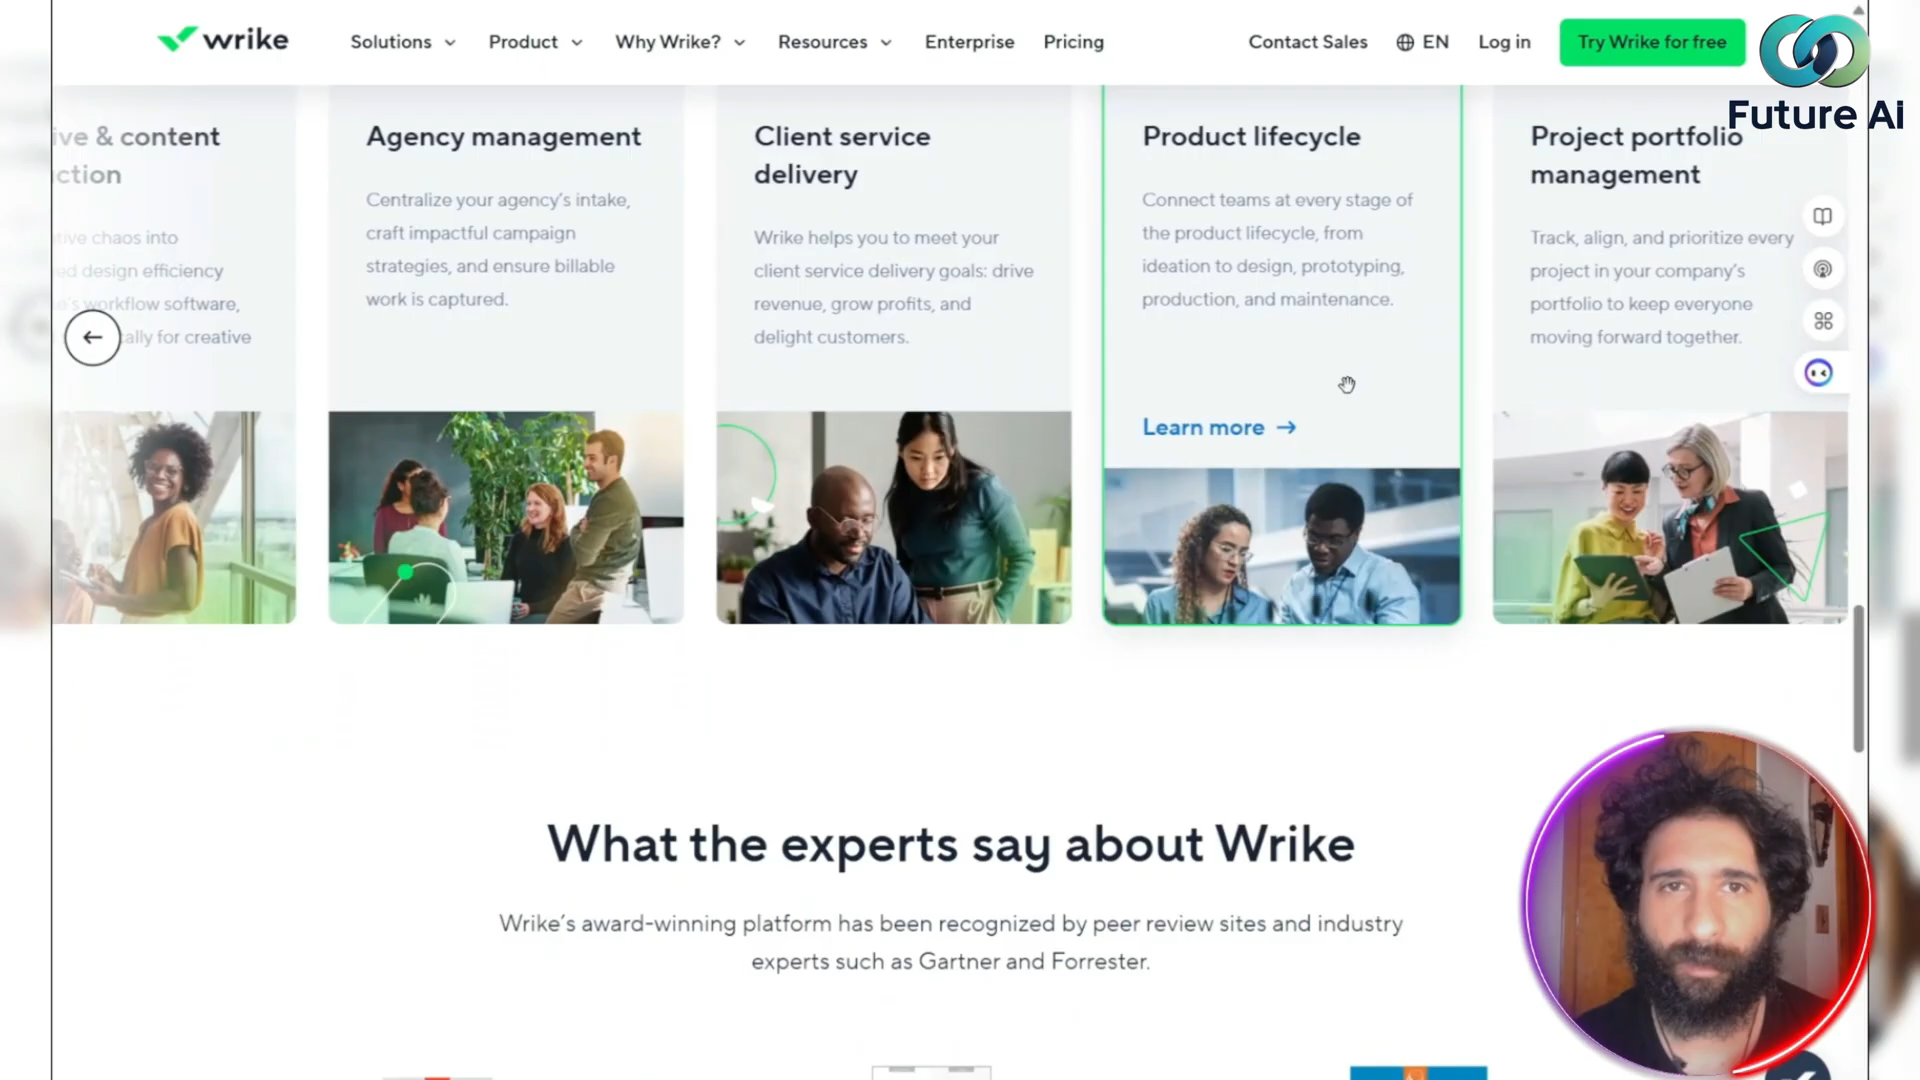 wrike
Solutions
Product
Why Wrike?
Resources
Enterprise
Pricing
Contact Sales
EN
Log in
Try Wrike for free
Future Ai
ive & content
ction
tive chaos into
ed design efficiency
e's workflow software,
ally for creative
Agency management
Centralize your agency's intake,
craft impactful campaign
strategies, and ensure billable
work is captured.
Client service
delivery
Wrike helps you to meet your
client service delivery goals: drive
revenue, grow profits, and
delight customers.
Product lifecycle
Connect teams at every stage of
the product lifecycle, from
ideation to design, prototyping,
production, and maintenance.
Learn more →
Project portfolio
management
Track, align, and prioritize every
project in your company's
portfolio to keep everyone
moving forward together.
What the experts say about Wrike
Wrike's award-winning platform has been recognized by peer review sites and industry
experts such as Gartner and Forrester.